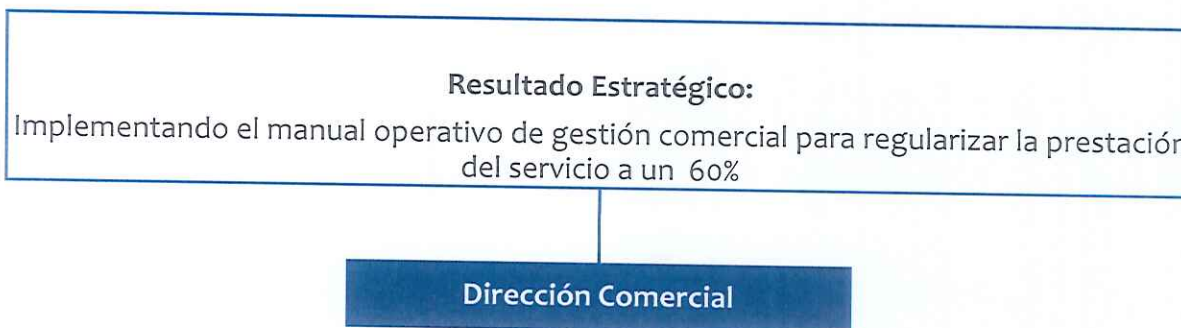 Resultado Estratégico:
Implementando el manual operativo de gestión comercial para regularizar la prestación
del servicio a un 60%
Dirección Comercial